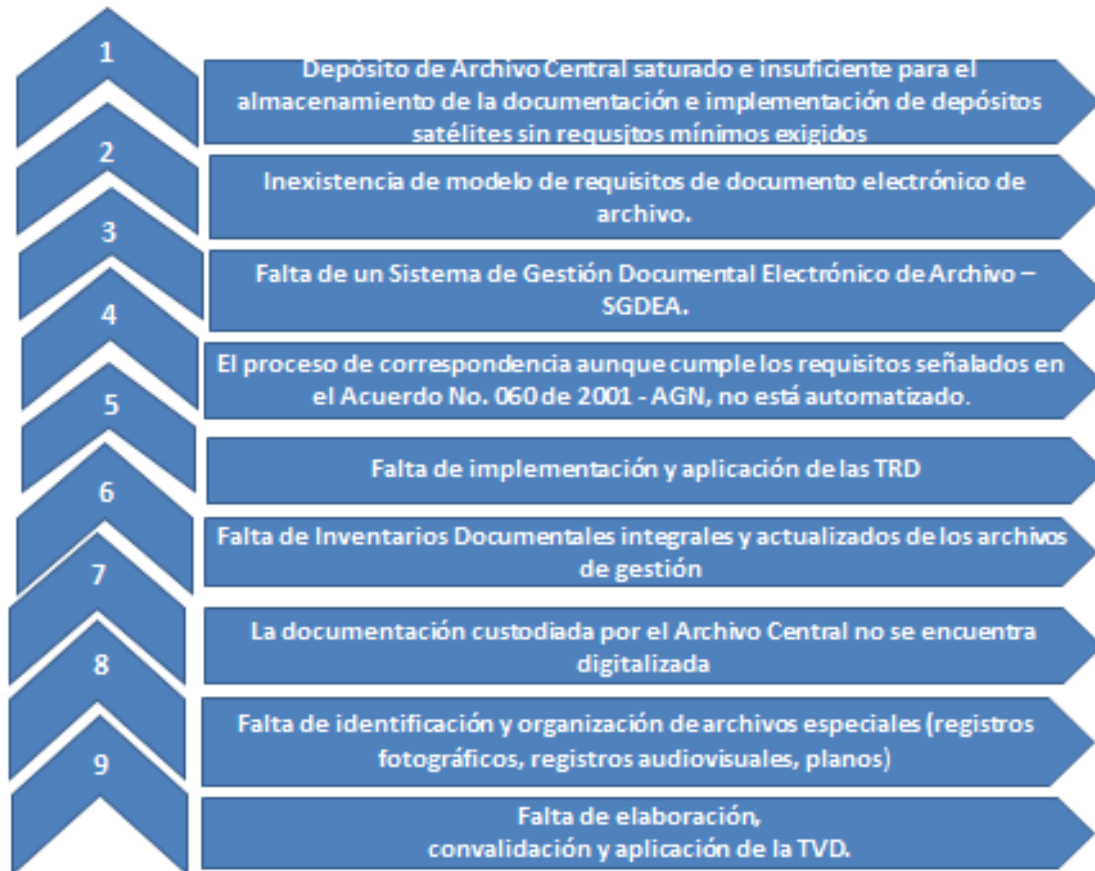 1
Depósito de Archivo Central saturado e insuficiente para el
almacenamiento de la documentación e implementación de depósitos
satélites sin requsjtos mínimos exigidos
2
Inexistencia de modelo de requisitos de documento electrónico de
archivo.
3
Falta de un Sistema de Gestión Documental Electrónico de Archivo –
SGDEA.
4
El proceso de correspondencia aunque cumple los requisitos señalados en
el Acuerdo No. 060 de 2001 - AGN, no está automatizado.
5
Falta de implementación y aplicación de las TRD
6
Falta de Inventarios Documentales integrales y actualizados de los archivos
de gestión
7
La documentación custodiada por el Archivo Central no se encuentra
digitalizada
8
Falta de identificación y organización de archivos especiales (registros
fotográficos, registros audiovisuales, planos)
9
Falta de elaboración,
convalidación y aplicación de la TVD.